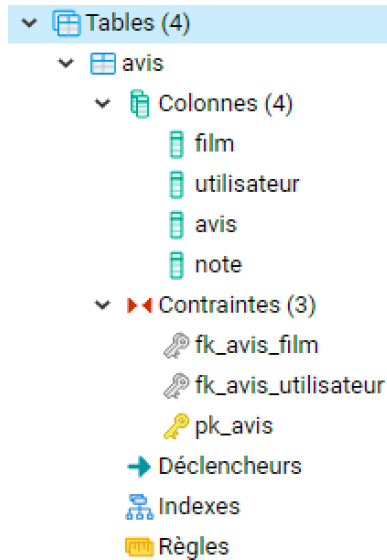 Tables (4)
avis
Colonnes (4)
film
utilisateur
avis
note
Contraintes (3)
fk_avis_film
fk_avis_utilisateur
pk_avis
Déclencheurs
Indexes
Règles